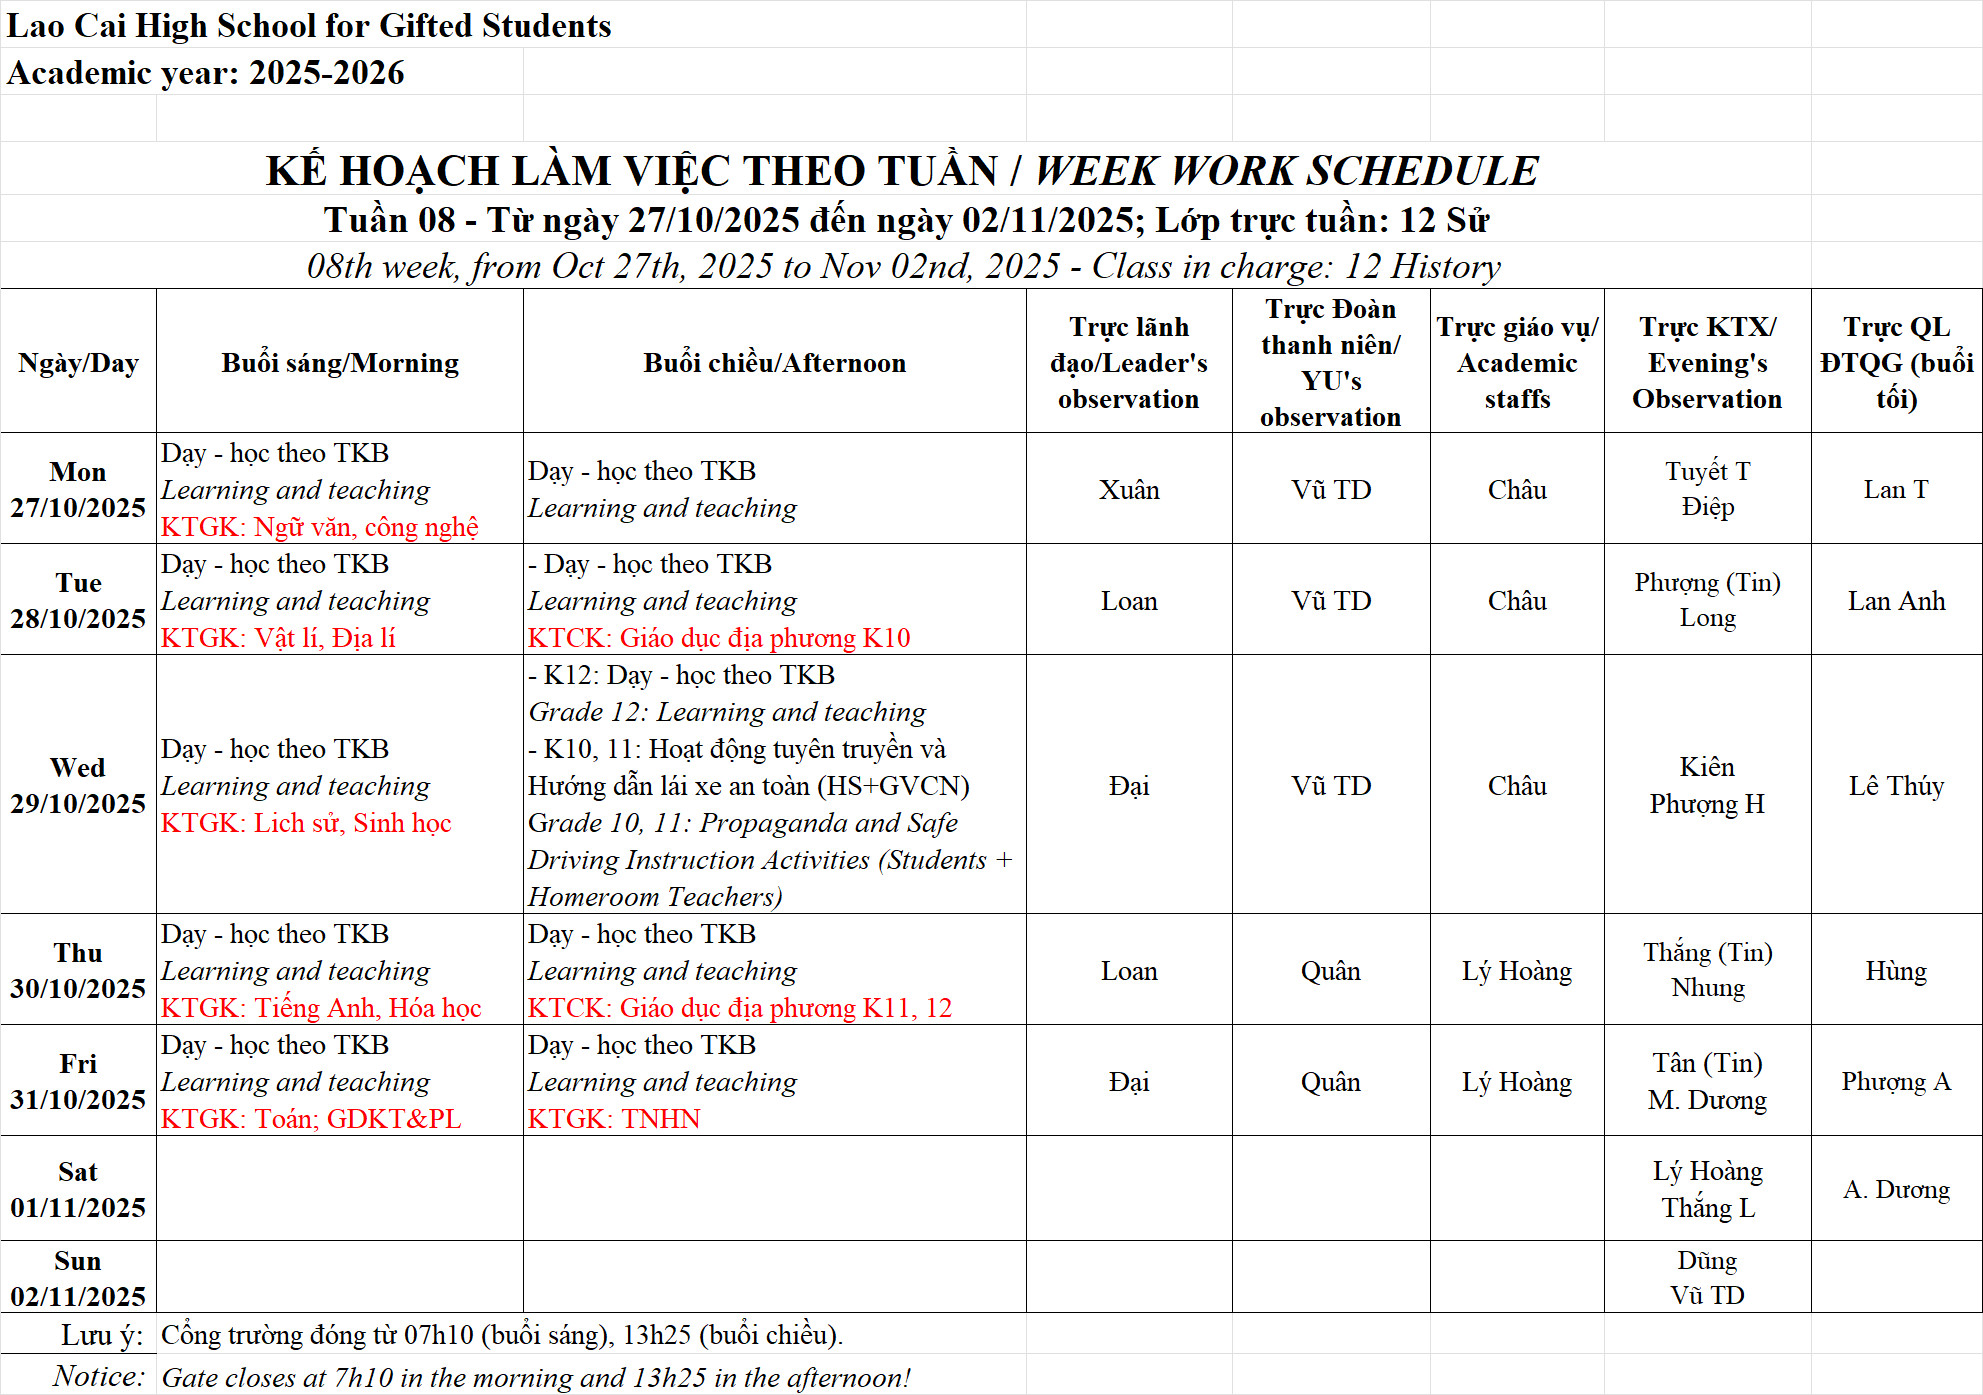 Lao Cai High School for Gifted Students
Academic year: 2025-2026
KẾ HOẠCH LÀM VIỆC THEO TUẦN / WEEK WORK SCHEDULE
Tuần 08 - Từ ngày 27/10/2025 đến ngày 02/11/2025; Lớp trực tuần: 12 Sử
08th week, from Oct 27th, 2025 to Nov 02nd, 2025 - Class in charge: 12 History
Ngày/Day
Buổi sáng/Morning
Buổi chiều/Afternoon
Trực lãnh
đạo/Leader's
observation
Trực Đoàn
thanh niên/
YU's
observation
Trực giáo vụ/
Academic
staffs
Trực KTX/
Evening's
Observation
Trực QL
ĐTQG (buổi
tối)
Mon
27/10/2025
Dạy - học theo TKB
Learning and teaching
KTGK: Ngữ văn, công nghệ
Dạy - học theo TKB
Learning and teaching
Xuân
Vũ TD
Châu
Tuyết T
Điệp
Lan T
Tue
28/10/2025
Dạy - học theo TKB
Learning and teaching
KTGK: Vật lí, Địa lí
- Dạy - học theo TKB
Learning and teaching
KTCK: Giáo dục địa phương K10
Loan
Vũ TD
Châu
Phượng (Tin)
Long
Lan Anh
Wed
29/10/2025
Dạy - học theo TKB
Learning and teaching
KTGK: Lich sử, Sinh học
- K12: Dạy - học theo TKB
Grade 12: Learning and teaching
- K10, 11: Hoạt động tuyên truyền và
Hướng dẫn lái xe an toàn (HS+GVCN)
Grade 10, 11: Propaganda and Safe
Driving Instruction Activities (Students +
Homeroom Teachers)
Đại
Vũ TD
Châu
Kiên
Phượng H
Lê Thúy
Thu
30/10/2025
Dạy - học theo TKB
Learning and teaching
KTGK: Tiếng Anh, Hóa học
Dạy - học theo TKB
Learning and teaching
KTCK: Giáo dục địa phương K11, 12
Loan
Quân
Lý Hoàng
Thắng (Tin)
Nhung
Hùng
Fri
31/10/2025
Dạy - học theo TKB
Learning and teaching
KTGK: Toán; GDKT&PL
Dạy - học theo TKB
Learning and teaching
KTGK: TNHN
Đại
Quân
Lý Hoàng
Tân (Tin)
M. Dương
Phượng A
Sat
01/11/2025
Lý Hoàng
Thắng L
A. Dương
Sun
02/11/2025
Dũng
Vũ TD
Lưu ý: Cổng trường đóng từ 07h10 (buổi sáng), 13h25 (buổi chiều).
Notice: Gate closes at 7h10 in the morning and 13h25 in the afternoon!